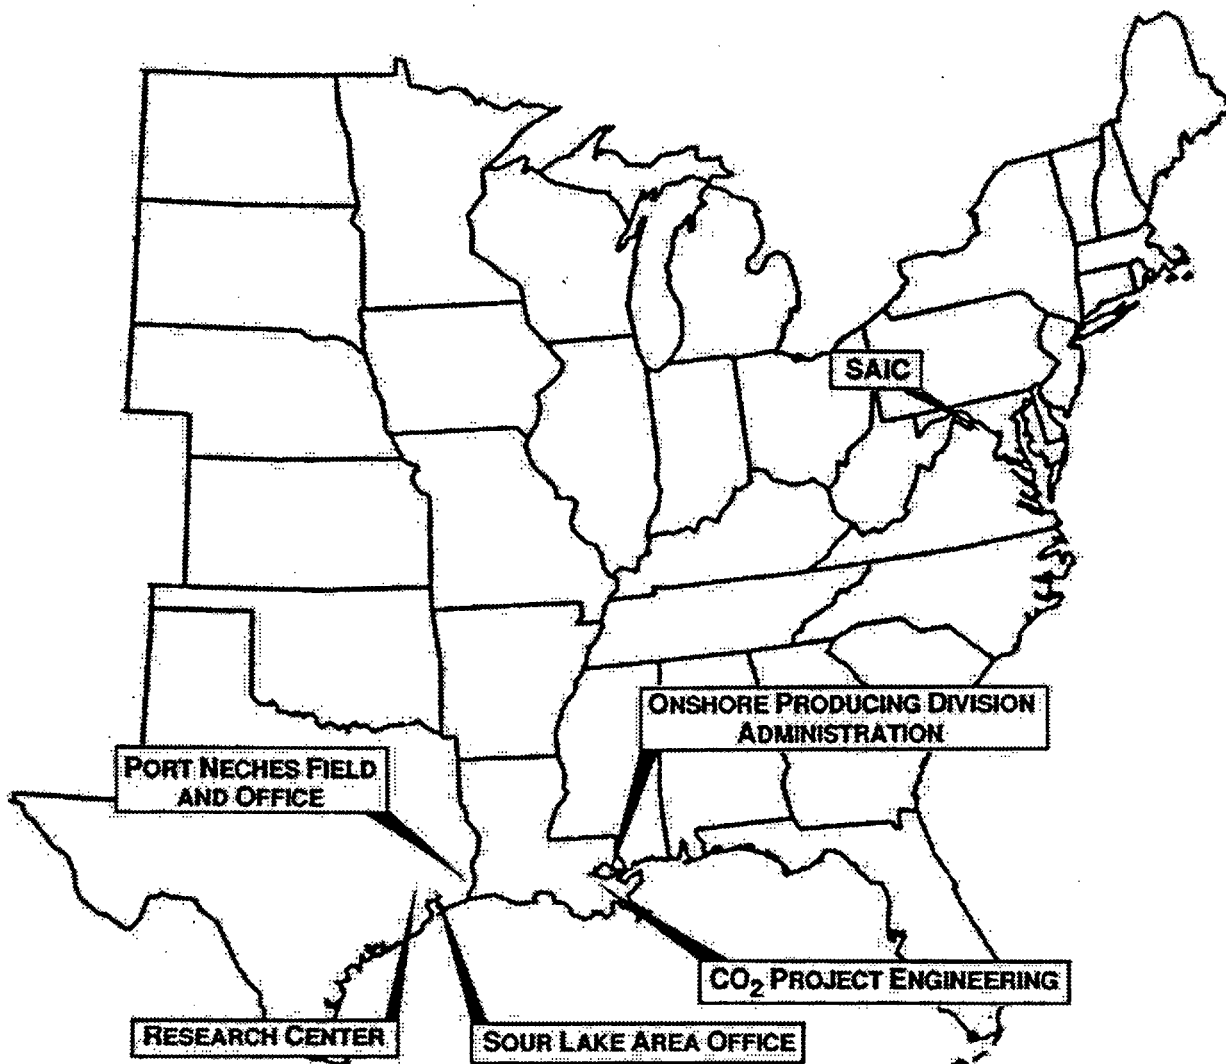 SAIC
ONSHORE PRODUCING DIVISION
ADMINISTRATION
PORT NECHES FIELD
AND OFFICE
CO₂ PROJECT ENGINEERING
RESEARCH CENTER
SOUR LAKE AREA OFFICE